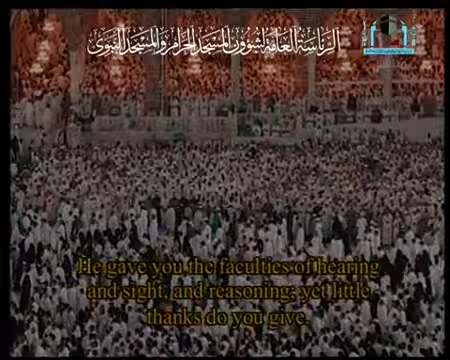 الرئاسة العامة لشؤون المسجد الحرام والمسجد النبوي
He gave you the faculties of hearing
and sight, and reasoning; yet little
thanks do you give.